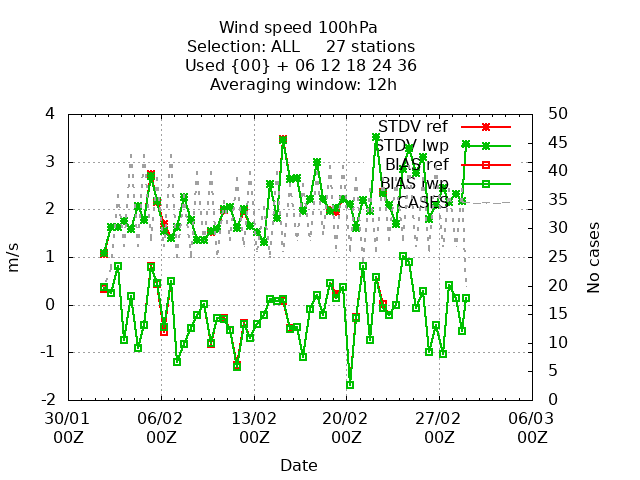 Wind speed 100hPa
Selection: ALL     27 stations
Used {00} + 06 12 18 24 36
Averaging window: 12h
4
3
2
1
0
-1
-2
m/s
50
45
40
35
30
25
20
15
10
5
0
No cases
STDV ref
STDV lwp
BIAS ref
BIAS lwp
CASES
30/01 06/02 13/02 20/02 27/02 06/03
00Z 00Z 00Z 00Z 00Z 00Z
Date